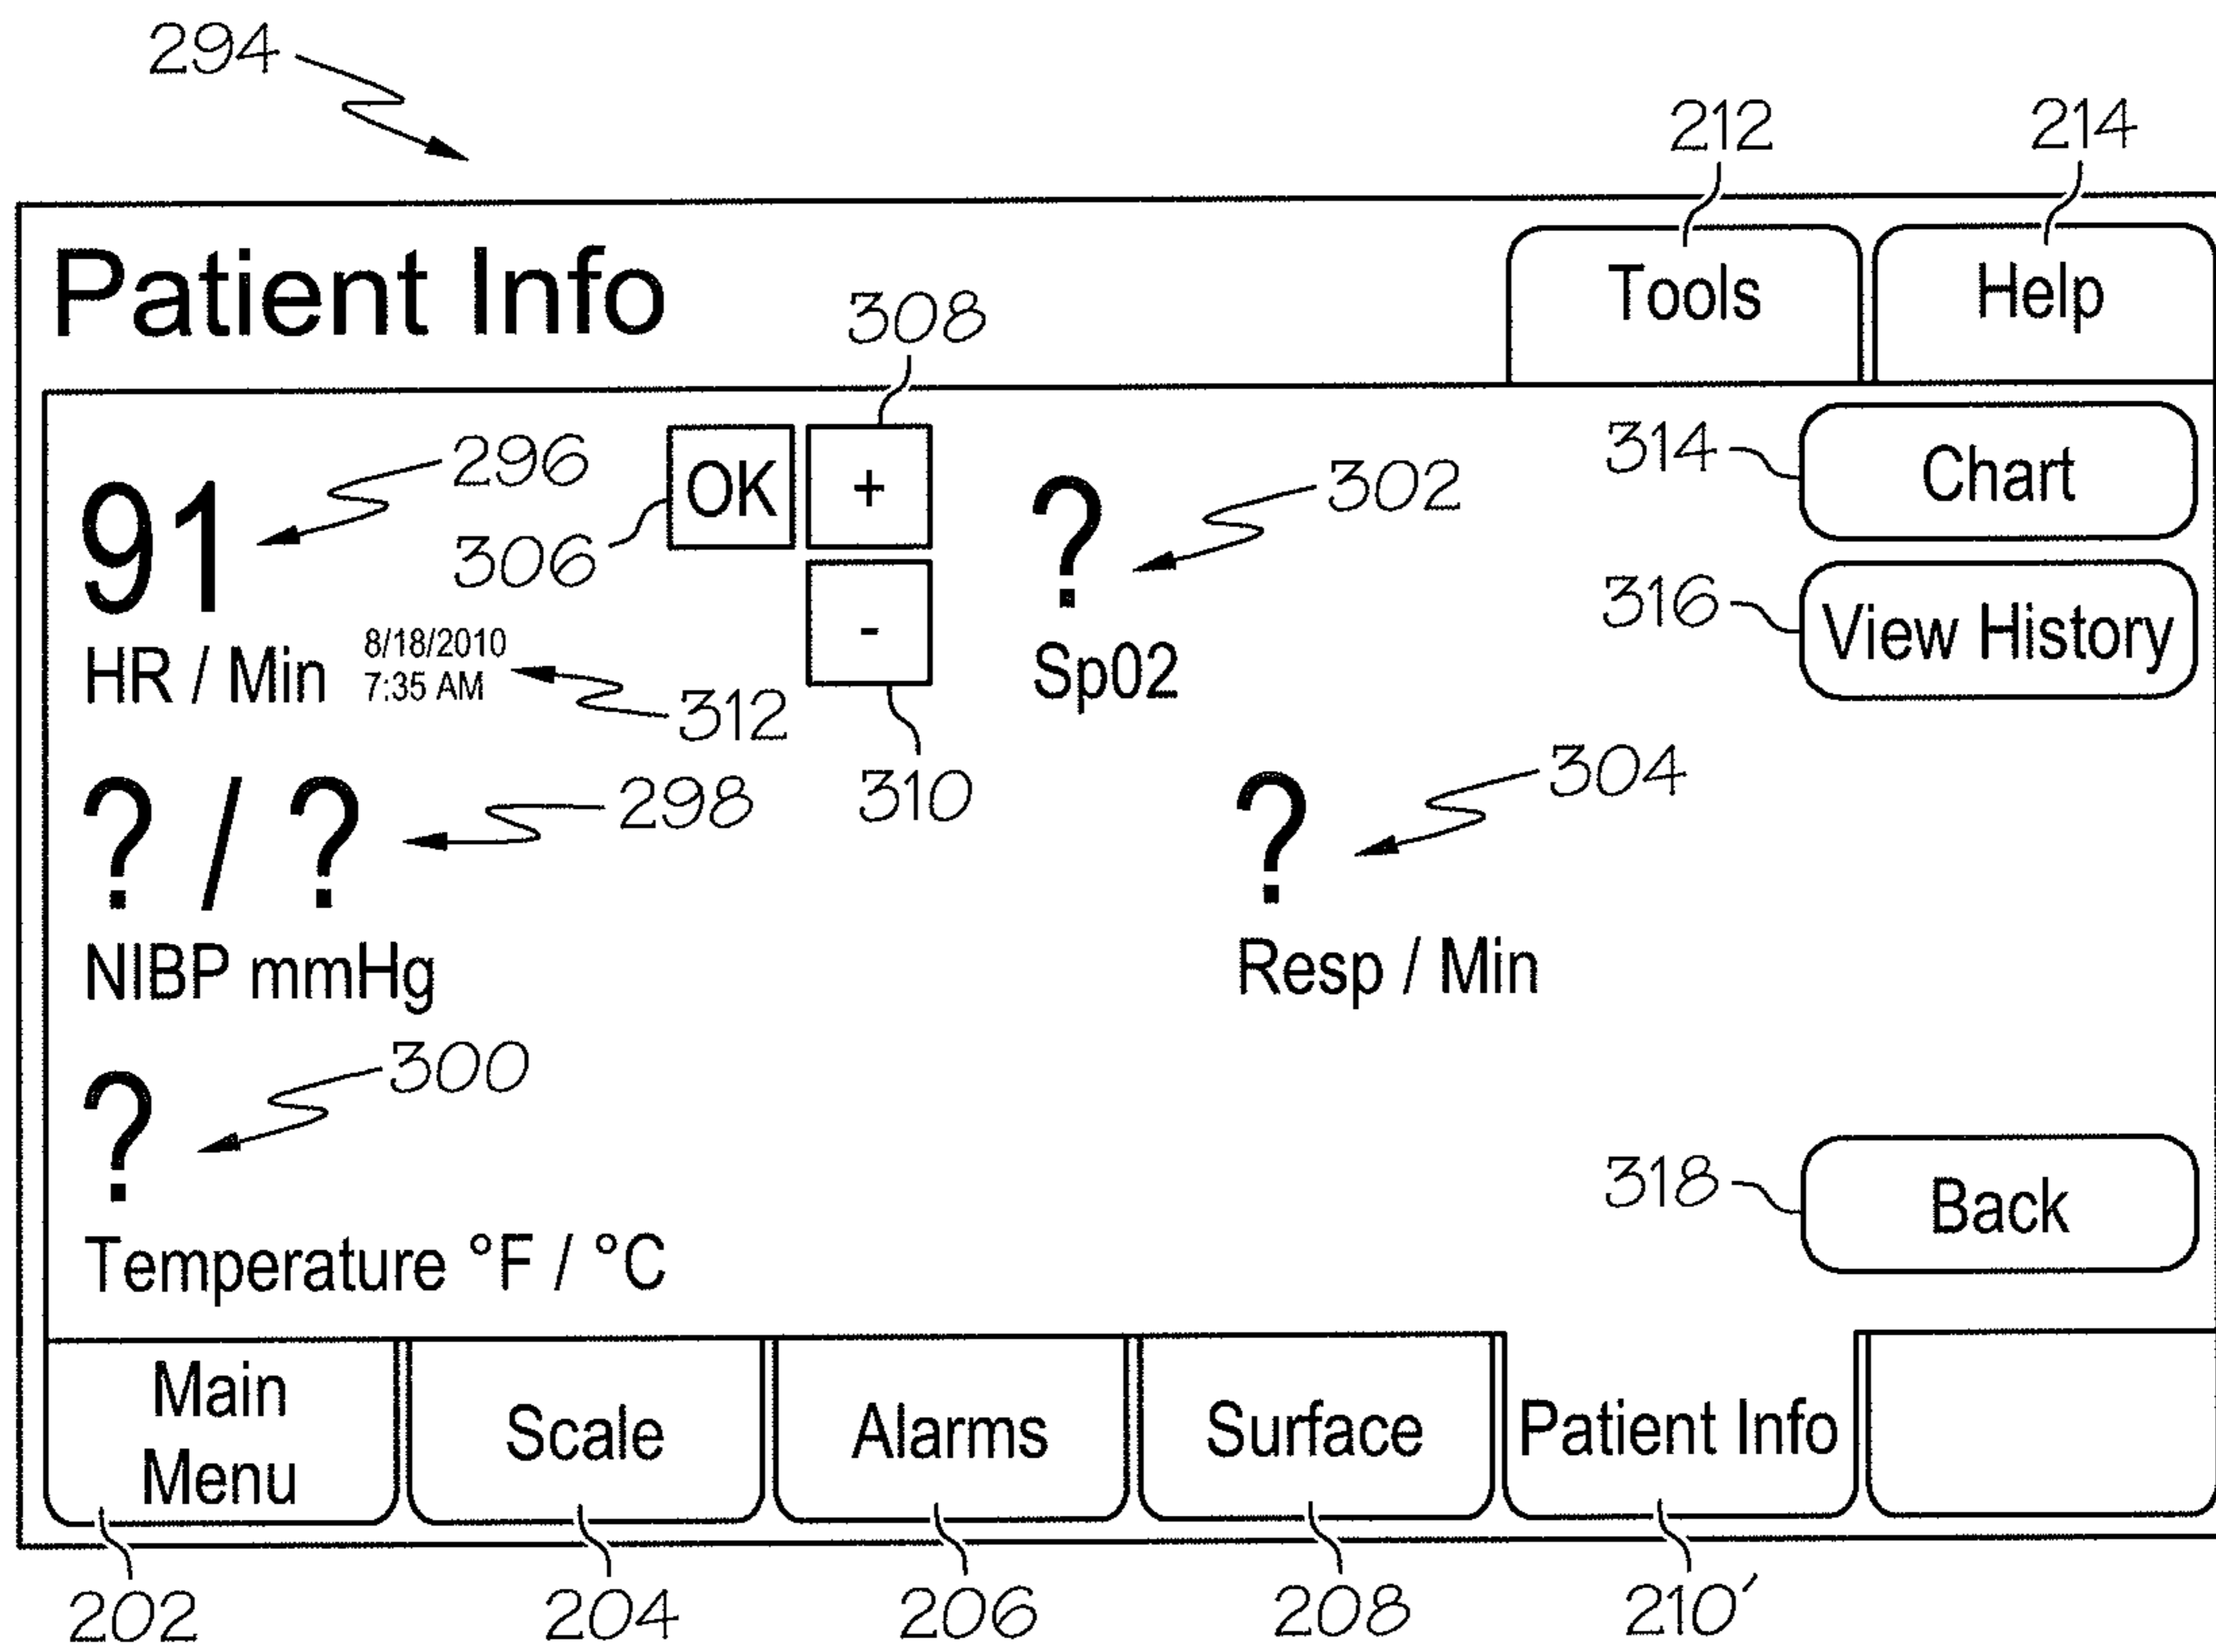 294
212
214
Patient Info
Tools
Help
308
91
296
306
OK
+
-
?
302
314
Chart
316
View History
HR / Min
8/18/2010
7:35 AM
312
310
Sp02
? / ?
298
NIBP mmHg
?
304
Resp / Min
?
300
Temperature °F / °C
318
Back
Main
Menu
Scale
Alarms
Surface
Patient Info
202
204
206
208
210'